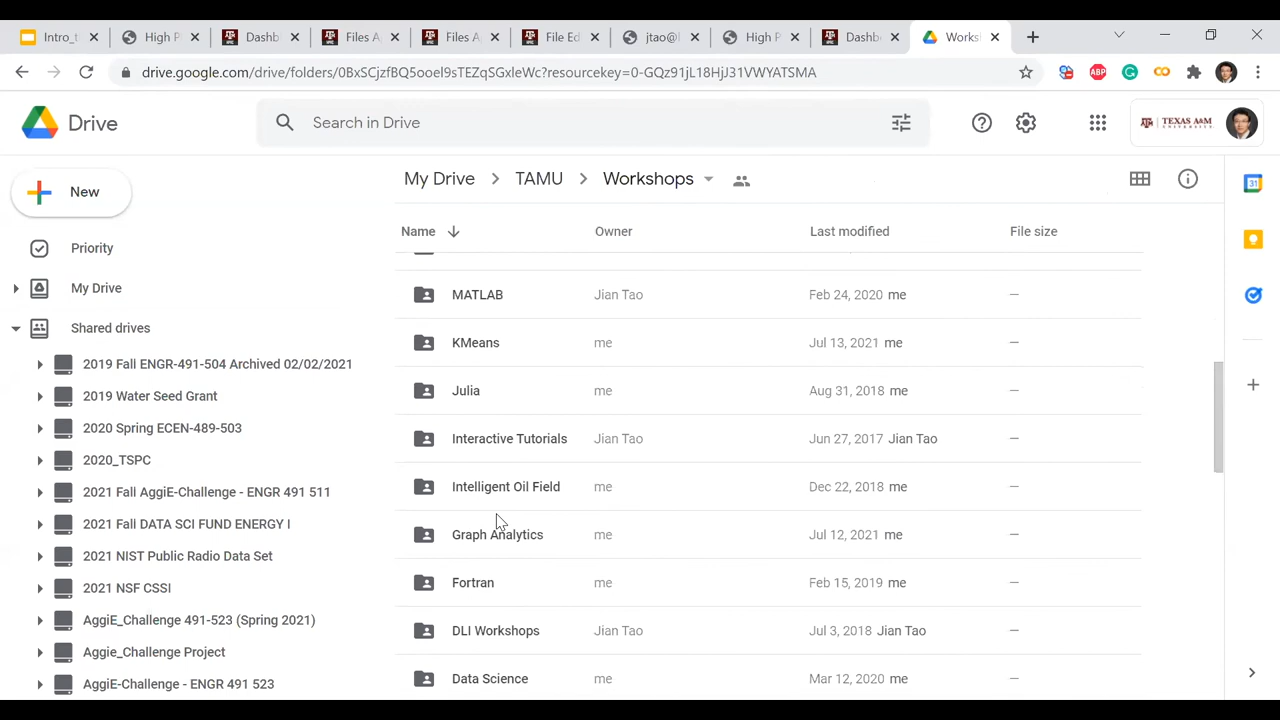 Intro_t High P Dashb Files A Files A File Ed jtao@l High P Dashb Works
drive.google.com/drive/folders/0BxSCjzfBQ5ocel9sTEZqSGxleWc?resourcekey=0-GQz91jL18HjJ31VWYATSMA ABP
Drive Search in Drive TEXAS A&M UNIVERSITY
New My Drive TAMU Workshops 31
Name Owner Last modified File size
Priority
My Drive
Shared drives
2019 Fall ENGR-491-504 Archived 02/02/2021
2019 Water Seed Grant
2020 Spring ECEN-489-503
2020_TSPC
2021 Fall AggiE-Challenge - ENGR 491 511
2021 Fall DATA SCI FUND ENERGY I
2021 NIST Public Radio Data Set
2021 NSF CSSI
AggiE_Challenge 491-523 (Spring 2021)
Aggie_Challenge Project
AggiE-Challenge - ENGR 491 523
MATLAB Jian Tao Feb 24, 2020 me —
KMeans me Jul 13, 2021 me —
Julia me Aug 31, 2018 me —
Interactive Tutorials Jian Tao Jun 27, 2017 Jian Tao —
Intelligent Oil Field me Dec 22, 2018 me —
Graph Analytics me Jul 12, 2021 me —
Fortran me Feb 15, 2019 me —
DLI Workshops Jian Tao Jul 3, 2018 Jian Tao —
Data Science me Mar 12, 2020 me —